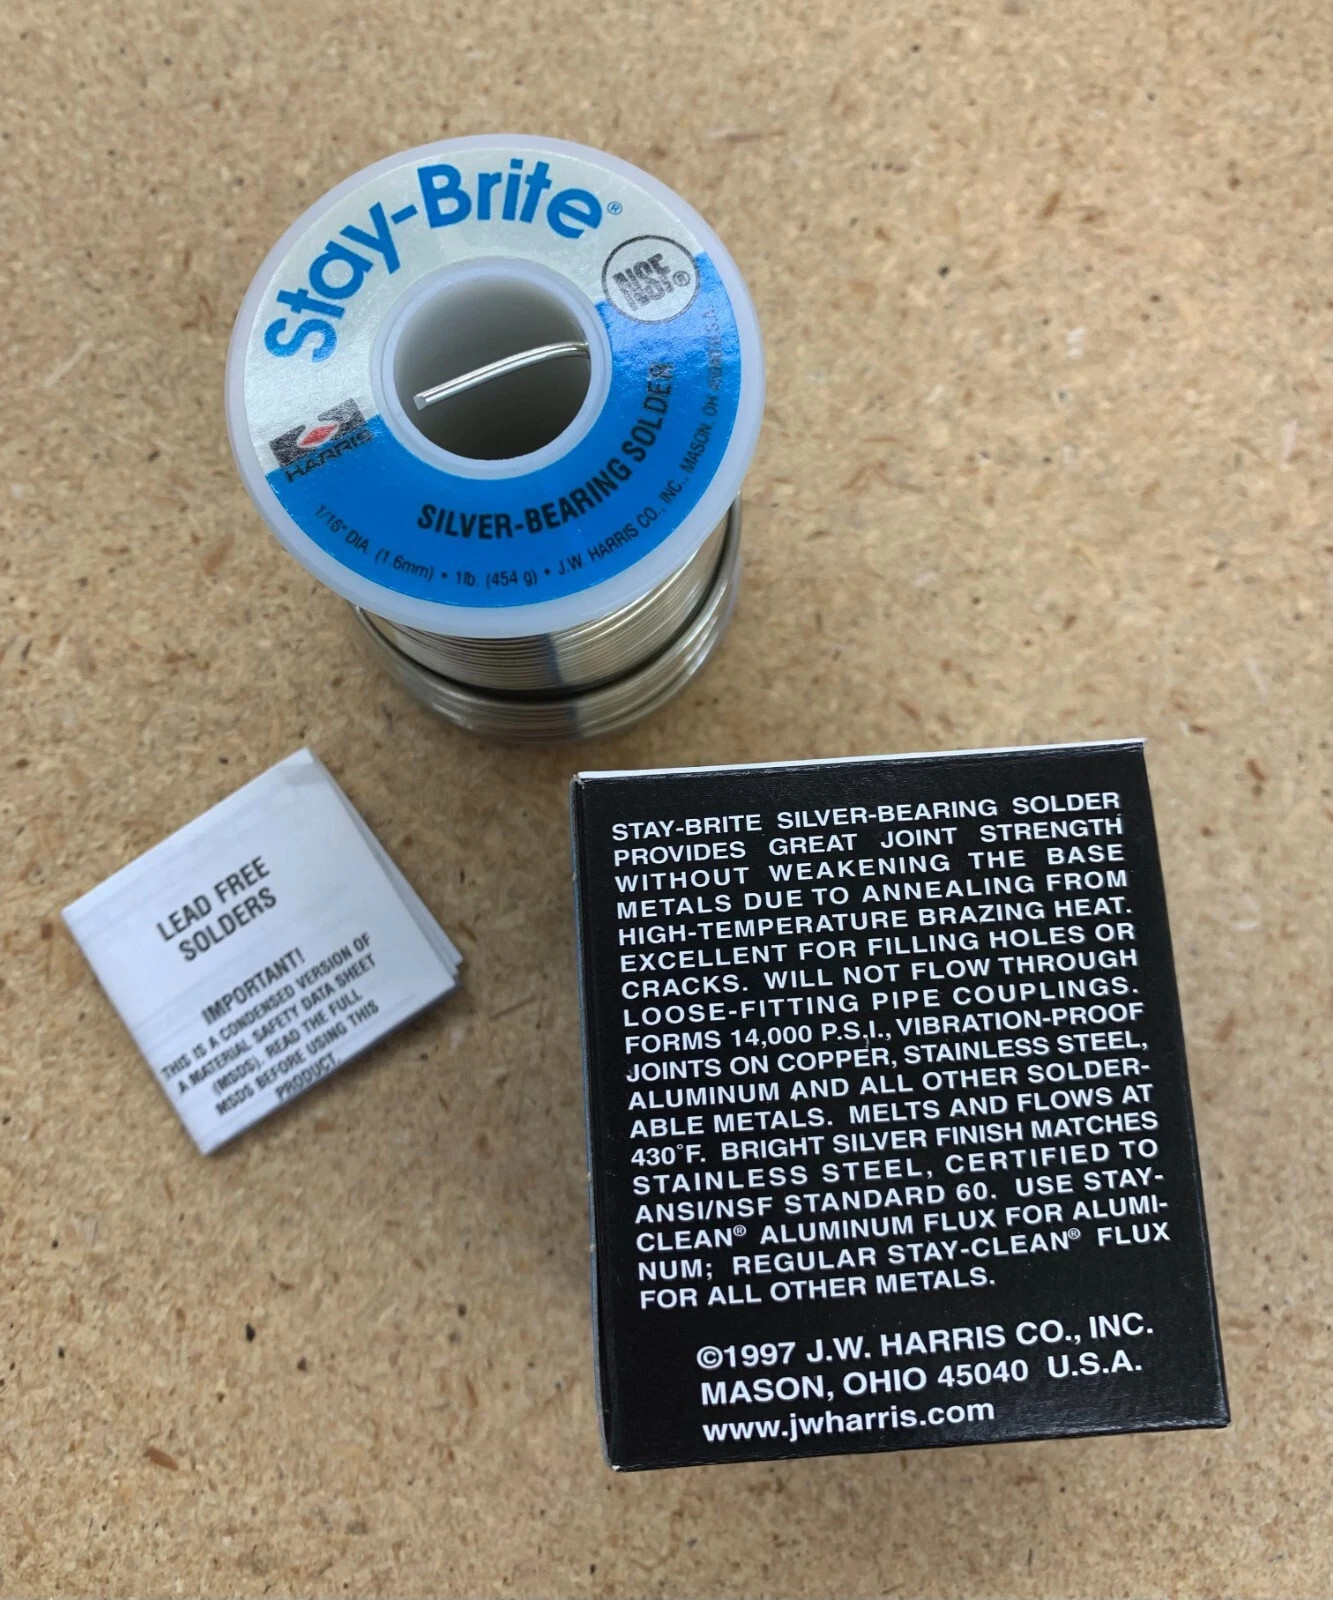 Stay-Brite®
NSF®
HARRIS
SILVER-BEARING SOLDER
1/16" DIA. (1.6mm) • 1lb. (454 g) • J.W. HARRIS CO., INC., MASON, OH
LEAD FREE
SOLDERS
IMPORTANT!
THIS IS A CONDENSED VERSION OF
A MATERIAL SAFETY DATA SHEET
(MSDS). READ THE FULL
MSDS BEFORE USING THIS
PRODUCT.
STAY-BRITE SILVER-BEARING SOLDER
PROVIDES GREAT JOINT STRENGTH
WITHOUT WEAKENING THE BASE
METALS DUE TO ANNEALING FROM
HIGH-TEMPERATURE BRAZING HEAT.
EXCELLENT FOR FILLING HOLES OR
CRACKS. WILL NOT FLOW THROUGH
LOOSE-FITTING PIPE COUPLINGS.
FORMS 14,000 P.S.I., VIBRATION-PROOF
JOINTS ON COPPER, STAINLESS STEEL,
ALUMINUM AND ALL OTHER SOLDER-
ABLE METALS. MELTS AND FLOWS AT
430°F. BRIGHT SILVER FINISH MATCHES
STAINLESS STEEL, CERTIFIED TO
ANSI/NSF STANDARD 60. USE STAY-
CLEAN® ALUMINUM FLUX FOR ALUMI-
NUM; REGULAR STAY-CLEAN® FLUX
FOR ALL OTHER METALS.
©1997 J.W. HARRIS CO., INC.
MASON, OHIO 45040 U.S.A.
www.jwharris.com